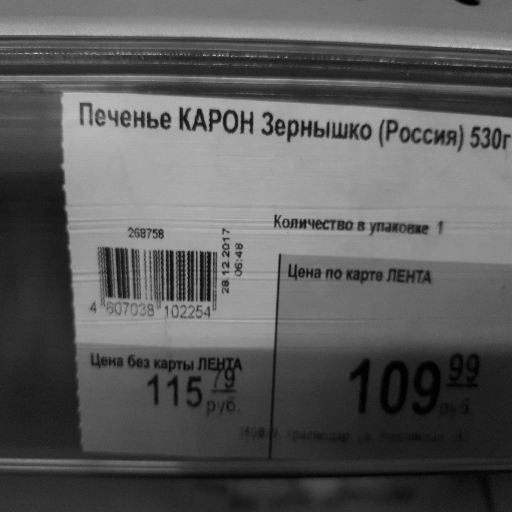 Печенье КАРОН Зернышко (Россия) 530г
Количество в упаковке 1
268758
28.12.2017
06:48
4 607038 102254
Цена по карте ЛЕНТА
109 99
руб.
Цена без карты ЛЕНТА
115 79
руб.